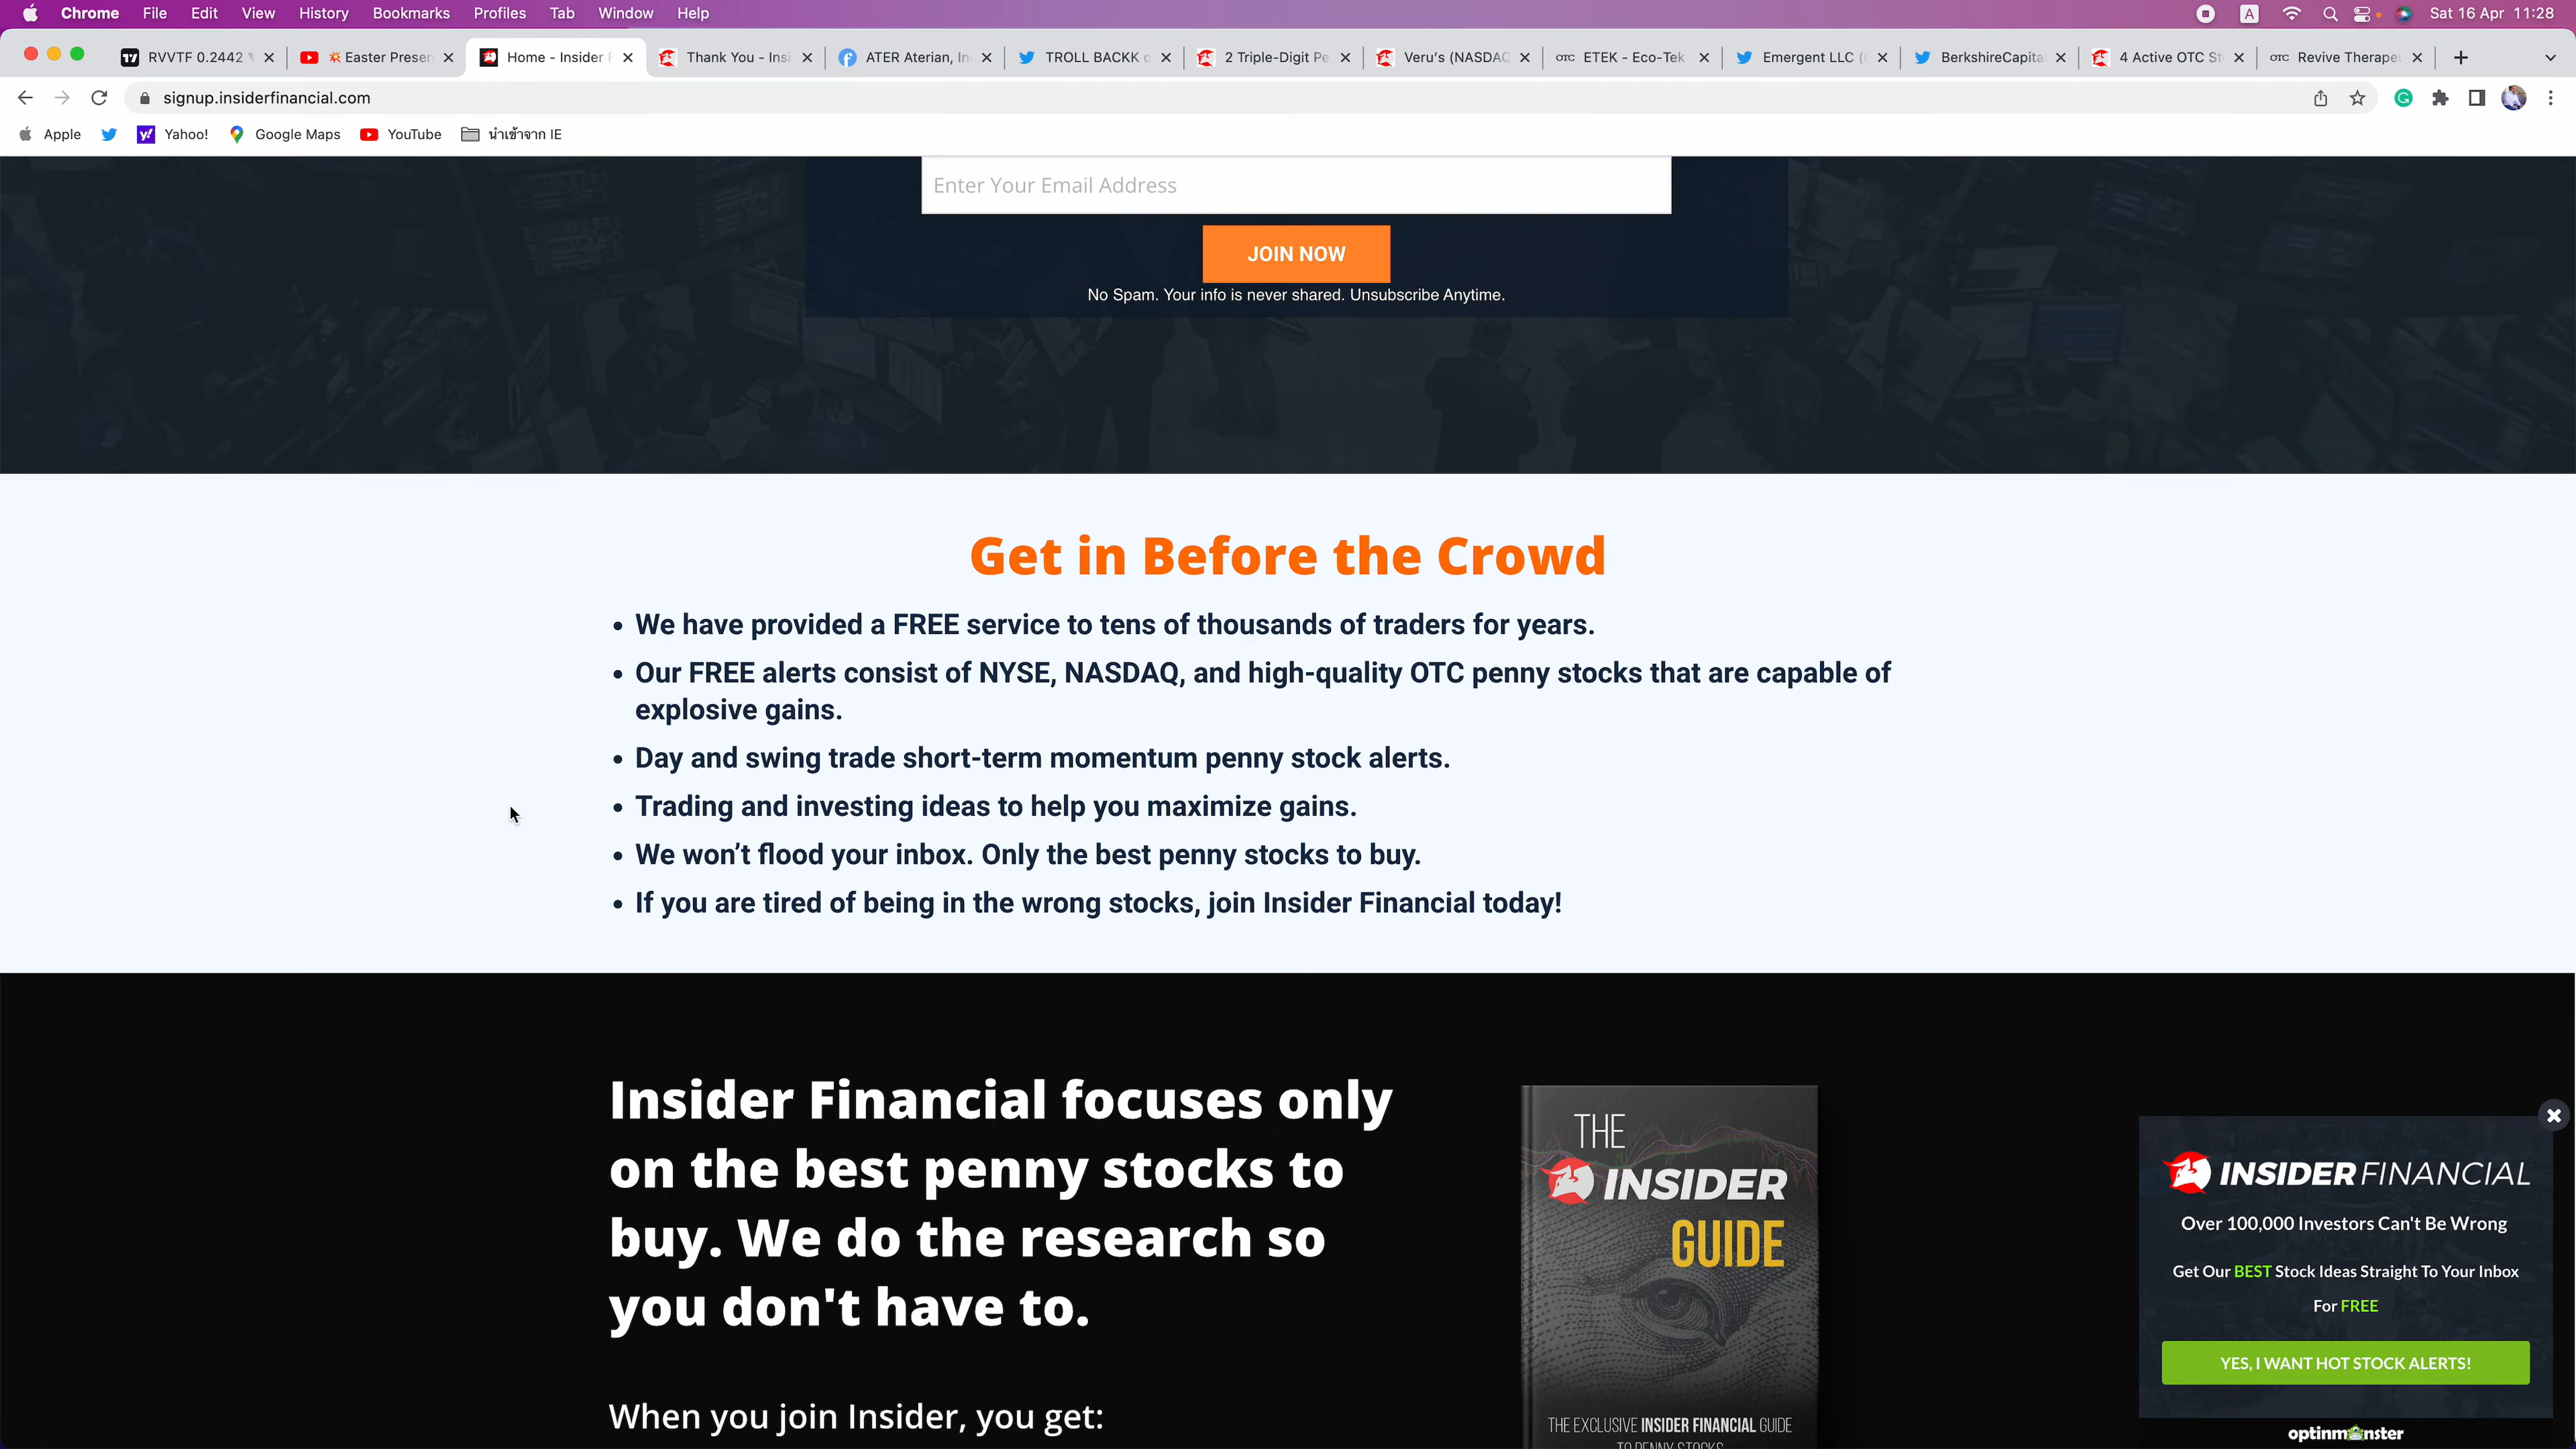 Chrome File Edit View History Bookmarks Profiles Tab Window Help A Sat 16 Apr 11:28
RVVTF 0.2442 Easter Presen Home - Insider F Thank You - Insi ATER Aterian, In TROLL BACKK o 2 Triple-Digit Pe Veru's (NASDAC OTC ETEK - Eco-Tek Emergent LLC (( BerkshireCapita 4 Active OTC St OTC Revive Therape
signup.insiderfinancial.com
Apple Yahoo! Google Maps YouTube นำเข้าจาก IE
Enter Your Email Address
JOIN NOW
No Spam. Your info is never shared. Unsubscribe Anytime.
Get in Before the Crowd
• We have provided a FREE service to tens of thousands of traders for years.
• Our FREE alerts consist of NYSE, NASDAQ, and high-quality OTC penny stocks that are capable of
explosive gains.
• Day and swing trade short-term momentum penny stock alerts.
• Trading and investing ideas to help you maximize gains.
• We won't flood your inbox. Only the best penny stocks to buy.
• If you are tired of being in the wrong stocks, join Insider Financial today!
Insider Financial focuses only
on the best penny stocks to
buy. We do the research so
you don't have to.
When you join Insider, you get:
THE
INSIDER
GUIDE
THE EXCLUSIVE INSIDER FINANCIAL GUIDE
TO PENNY STOCKS
INSIDER FINANCIAL
Over 100,000 Investors Can't Be Wrong
Get Our BEST Stock Ideas Straight To Your Inbox
For FREE
YES, I WANT HOT STOCK ALERTS!
optinmonster